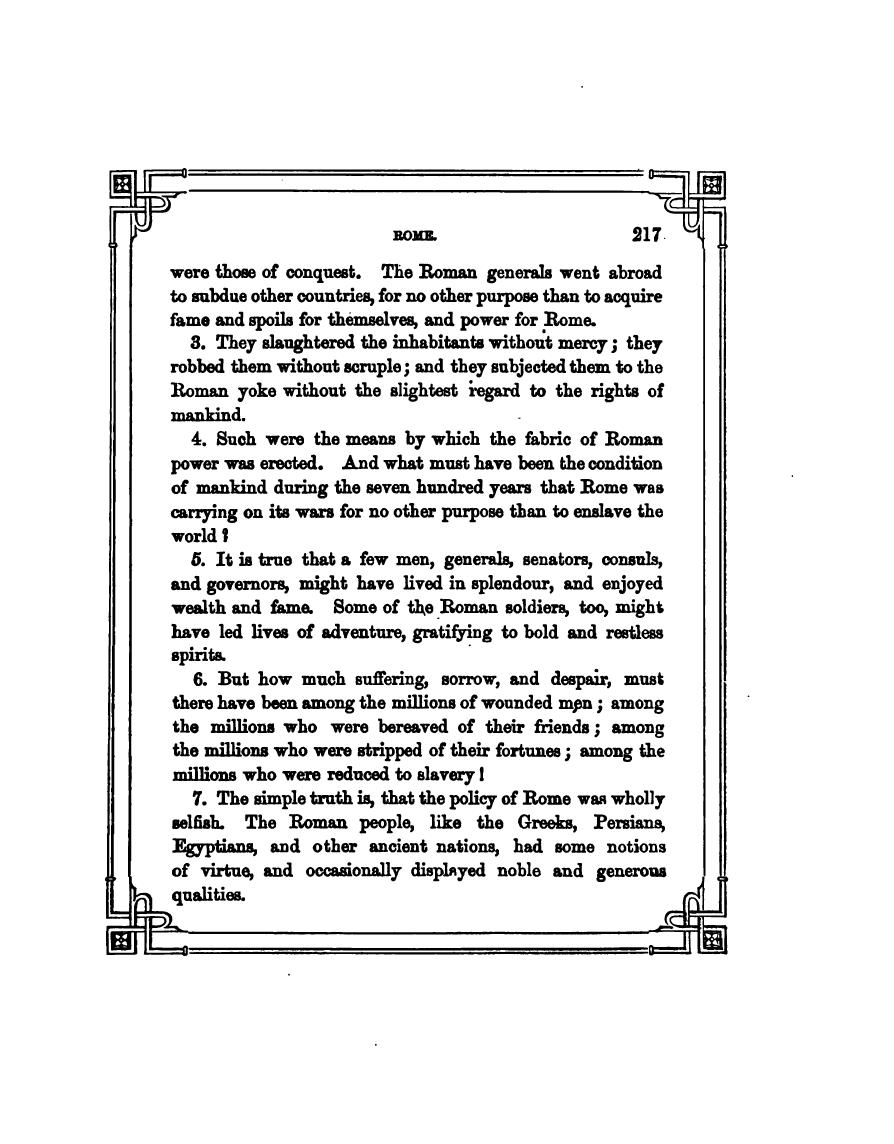 ROME.
217
were those of conquest. The Roman generals went abroad
to subdue other countries, for no other purpose than to acquire
fame and spoils for themselves, and power for Rome.
3. They slaughtered the inhabitants without mercy; they
robbed them without scruple; and they subjected them to the
Roman yoke without the slightest regard to the rights of
mankind.
4. Such were the means by which the fabric of Roman
power was erected. And what must have been the condition
of mankind during the seven hundred years that Rome was
carrying on its wars for no other purpose than to enslave the
world?
5. It is true that a few men, generals, senators, consuls,
and governors, might have lived in splendour, and enjoyed
wealth and fame. Some of the Roman soldiers, too, might
have led lives of adventure, gratifying to bold and restless
spirits.
6. But how much suffering, sorrow, and despair, must
there have been among the millions of wounded men; among
the millions who were bereaved of their friends; among
the millions who were stripped of their fortunes; among the
millions who were reduced to slavery!
7. The simple truth is, that the policy of Rome was wholly
selfish. The Roman people, like the Greeks, Persians,
Egyptians, and other ancient nations, had some notions
of virtue, and occasionally displayed noble and generous
qualities.